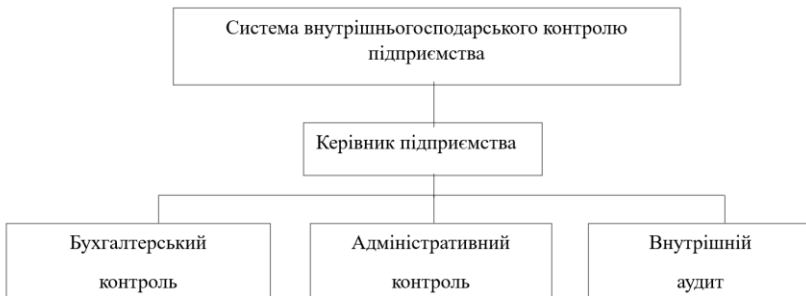 Система внутрішньогосподарського контролю
підприємства
Керівник підприємства
Бухгалтерський
контроль
Адміністративний
контроль
Внутрішній
аудит